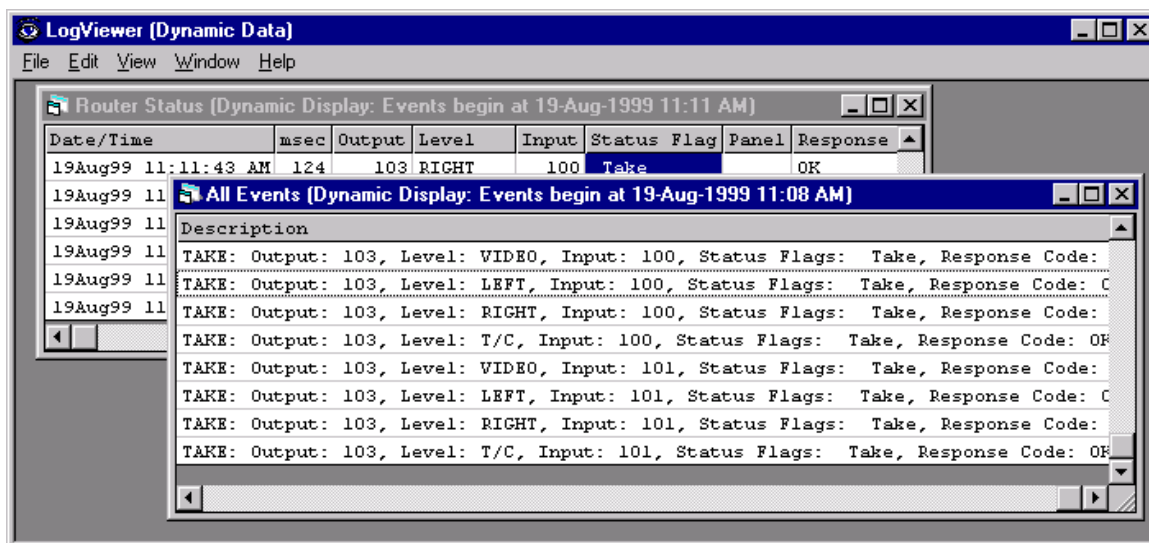 LogViewer (Dynamic Data)
File Edit View Window Help
Router Status (Dynamic Display: Events begin at 19-Aug-1999 11:11 AM)
Date/Time msec Output Level Input Status Flag Panel Response
19Aug99 11:11:43 AM 124 103 RIGHT 100 Take OK
19Aug99 11
19Aug99 11
19Aug99 11
19Aug99 11
19Aug99 11
All Events (Dynamic Display: Events begin at 19-Aug-1999 11:08 AM)
Description
TAKE: Output: 103, Level: VIDEO, Input: 100, Status Flags: Take, Response Code:
TAKE: Output: 103, Level: LEFT, Input: 100, Status Flags: Take, Response Code:
TAKE: Output: 103, Level: RIGHT, Input: 100, Status Flags: Take, Response Code:
TAKE: Output: 103, Level: T/C, Input: 100, Status Flags: Take, Response Code: OK
TAKE: Output: 103, Level: VIDEO, Input: 101, Status Flags: Take, Response Code:
TAKE: Output: 103, Level: LEFT, Input: 101, Status Flags: Take, Response Code:
TAKE: Output: 103, Level: RIGHT, Input: 101, Status Flags: Take, Response Code:
TAKE: Output: 103, Level: T/C, Input: 101, Status Flags: Take, Response Code: OK